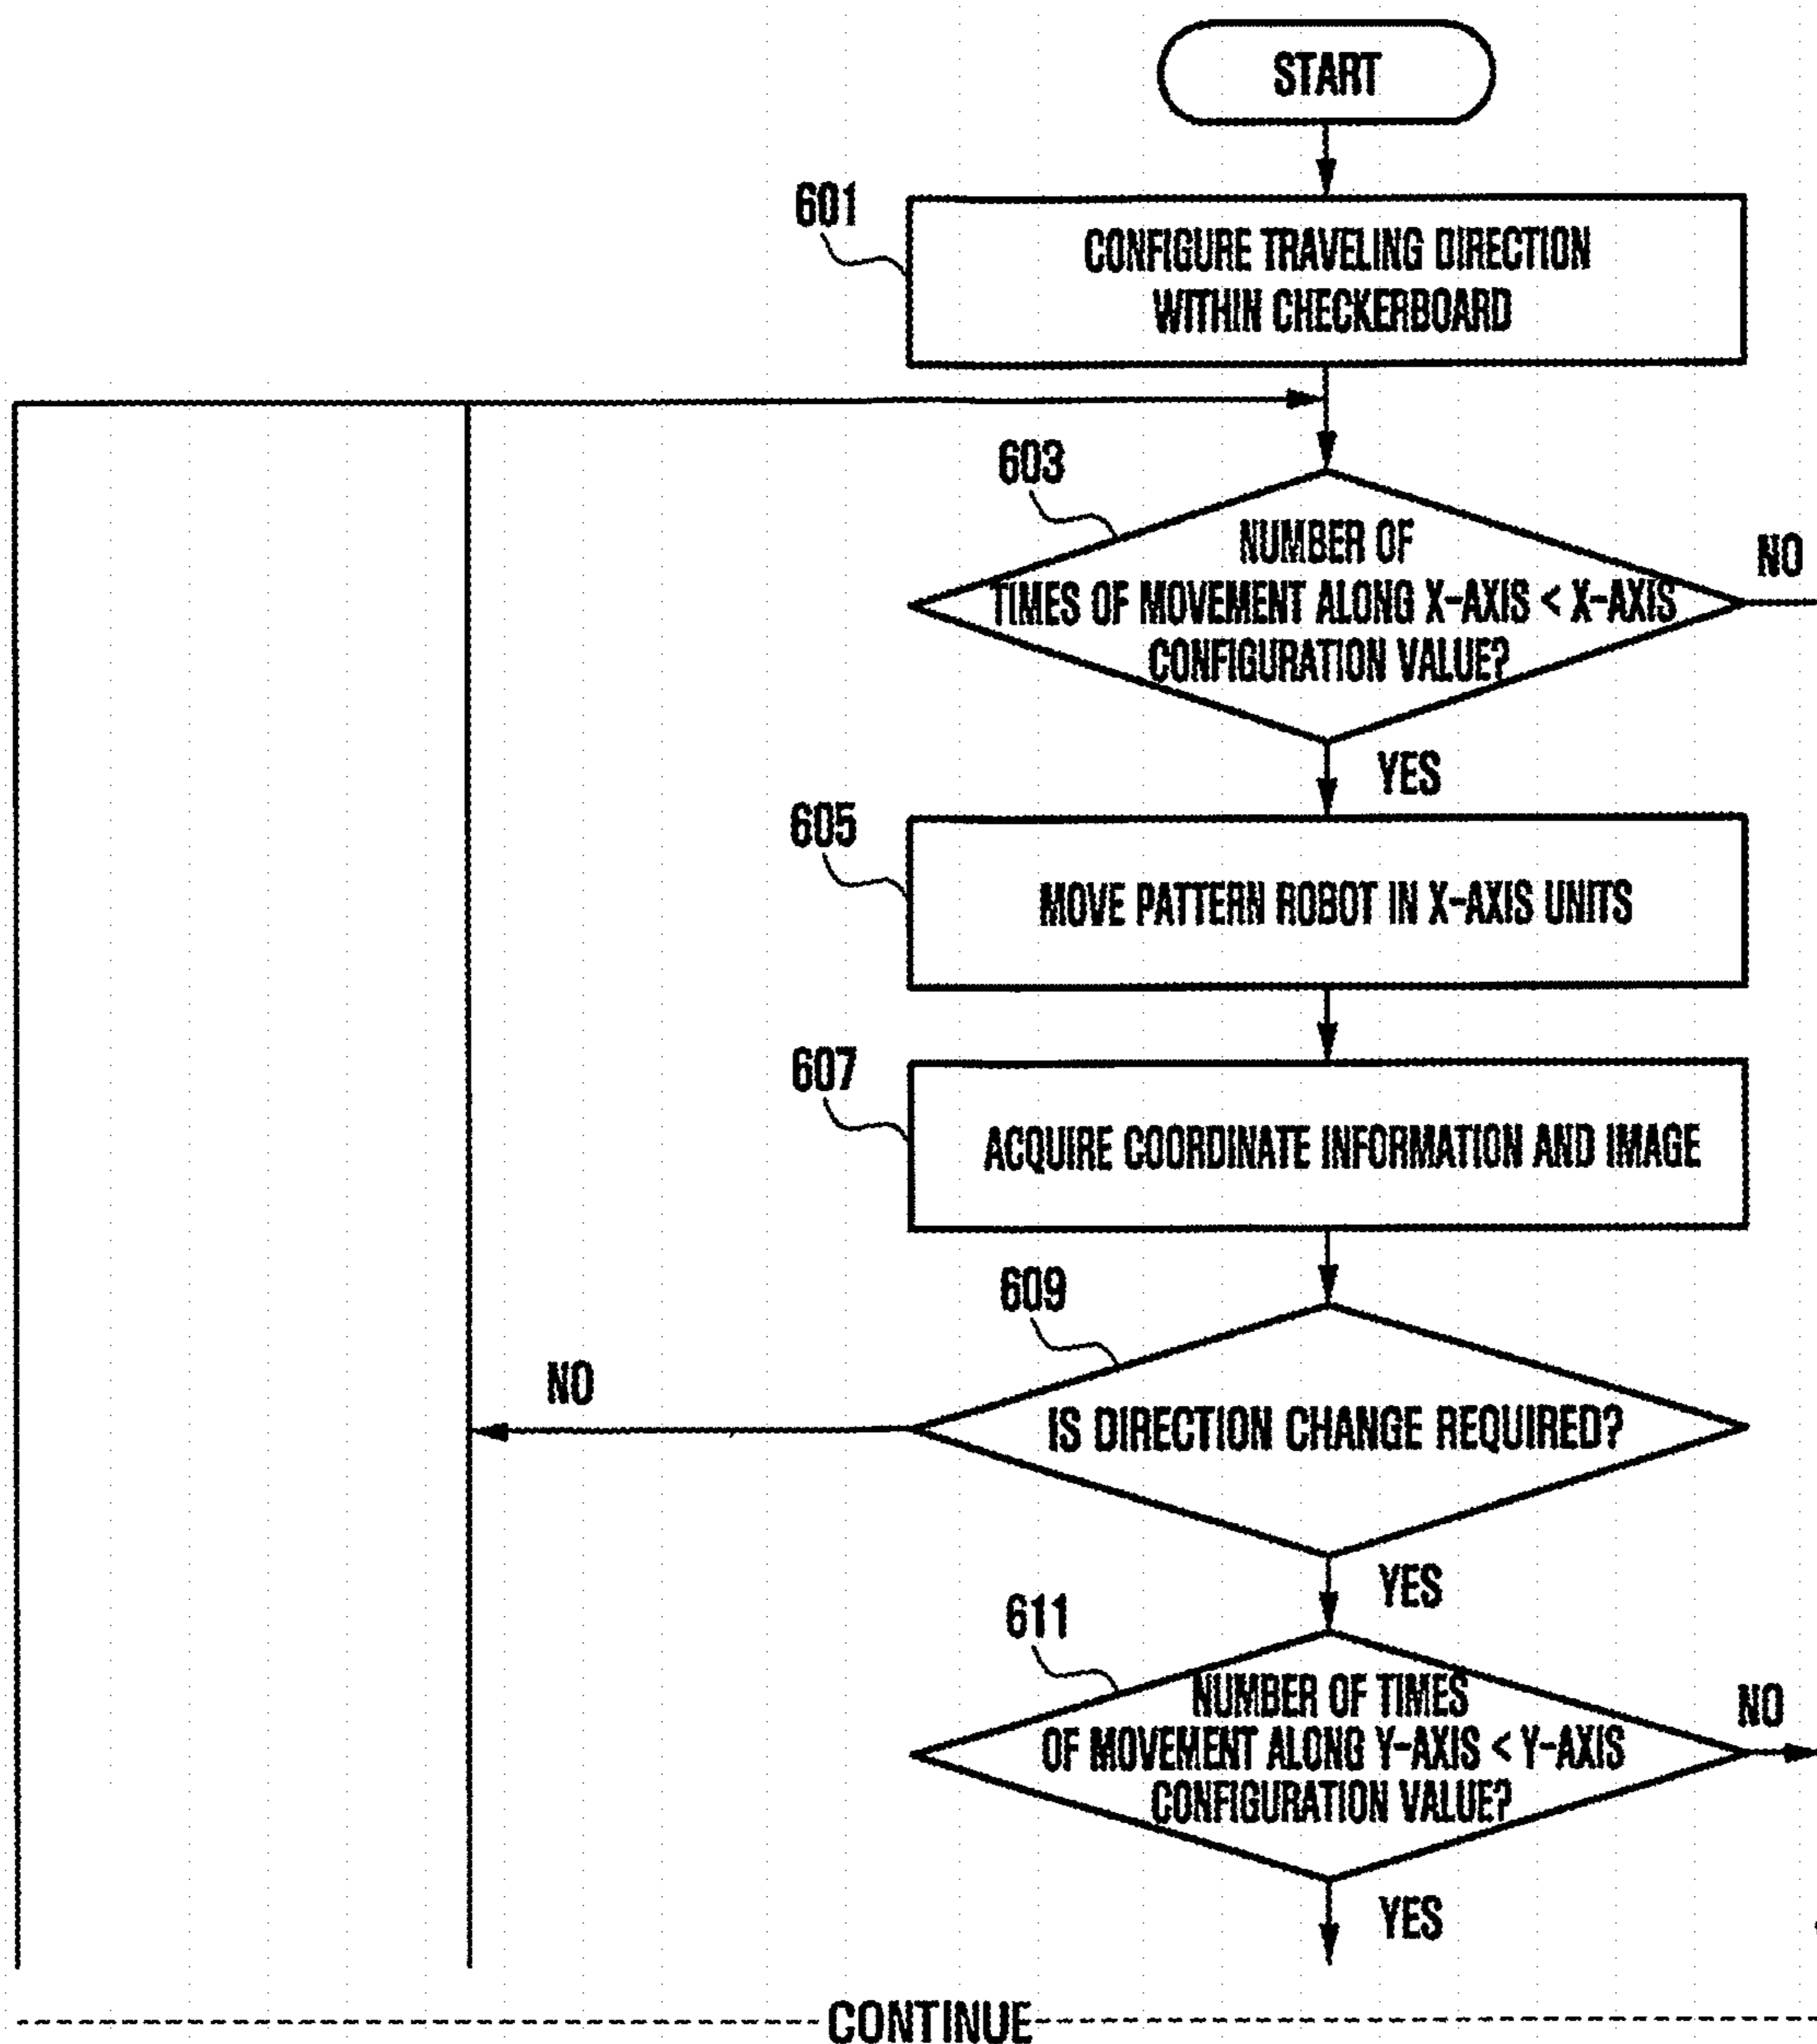 START
601
CONFIGURE TRAVELING DIRECTION
WITHIN CHECKERBOARD
603
NUMBER OF
TIMES OF MOVEMENT ALONG X-AXIS < X-AXIS
CONFIGURATION VALUE?
NO
YES
605
MOVE PATTERN ROBOT IN X-AXIS UNITS
607
ACQUIRE COORDINATE INFORMATION AND IMAGE
609
NO
IS DIRECTION CHANGE REQUIRED?
YES
611
NUMBER OF TIMES
OF MOVEMENT ALONG Y-AXIS < Y-AXIS
CONFIGURATION VALUE?
NO
YES
CONTINUE